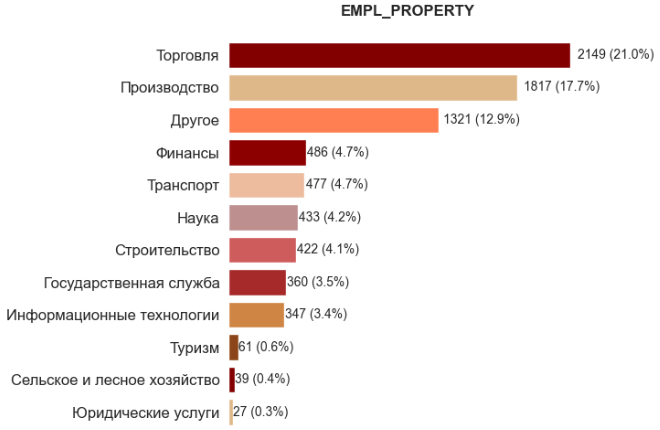 EMPL_PROPERTY
Торговля 2149 (21.0%)
Производство 1817 (17.7%)
Другое 1321 (12.9%)
Финансы 486 (4.7%)
Транспорт 477 (4.7%)
Наука 433 (4.2%)
Строительство 422 (4.1%)
Государственная служба 360 (3.5%)
Информационные технологии 347 (3.4%)
Туризм 61 (0.6%)
Сельское и лесное хозяйство 39 (0.4%)
Юридические услуги 27 (0.3%)